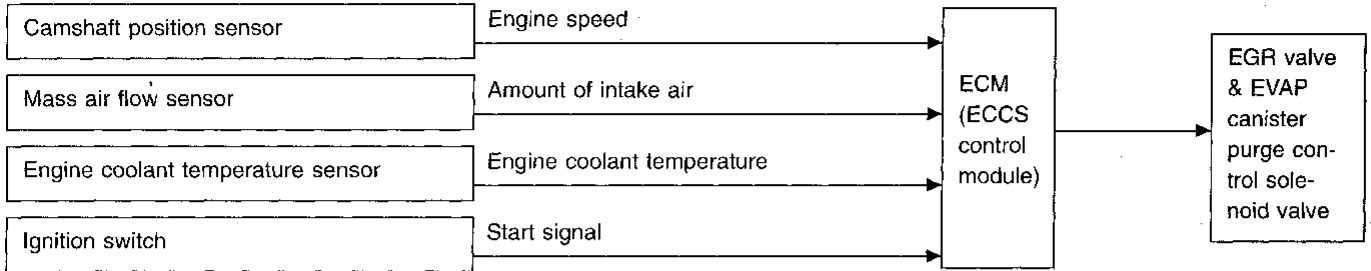 Camshaft position sensor
Engine speed
Mass air flow sensor
Amount of intake air
Engine coolant temperature sensor
Engine coolant temperature
Ignition switch
Start signal
ECM
(ECCS
control
module)
EGR valve
& EVAP
canister
purge con-
trol sole-
noid valve